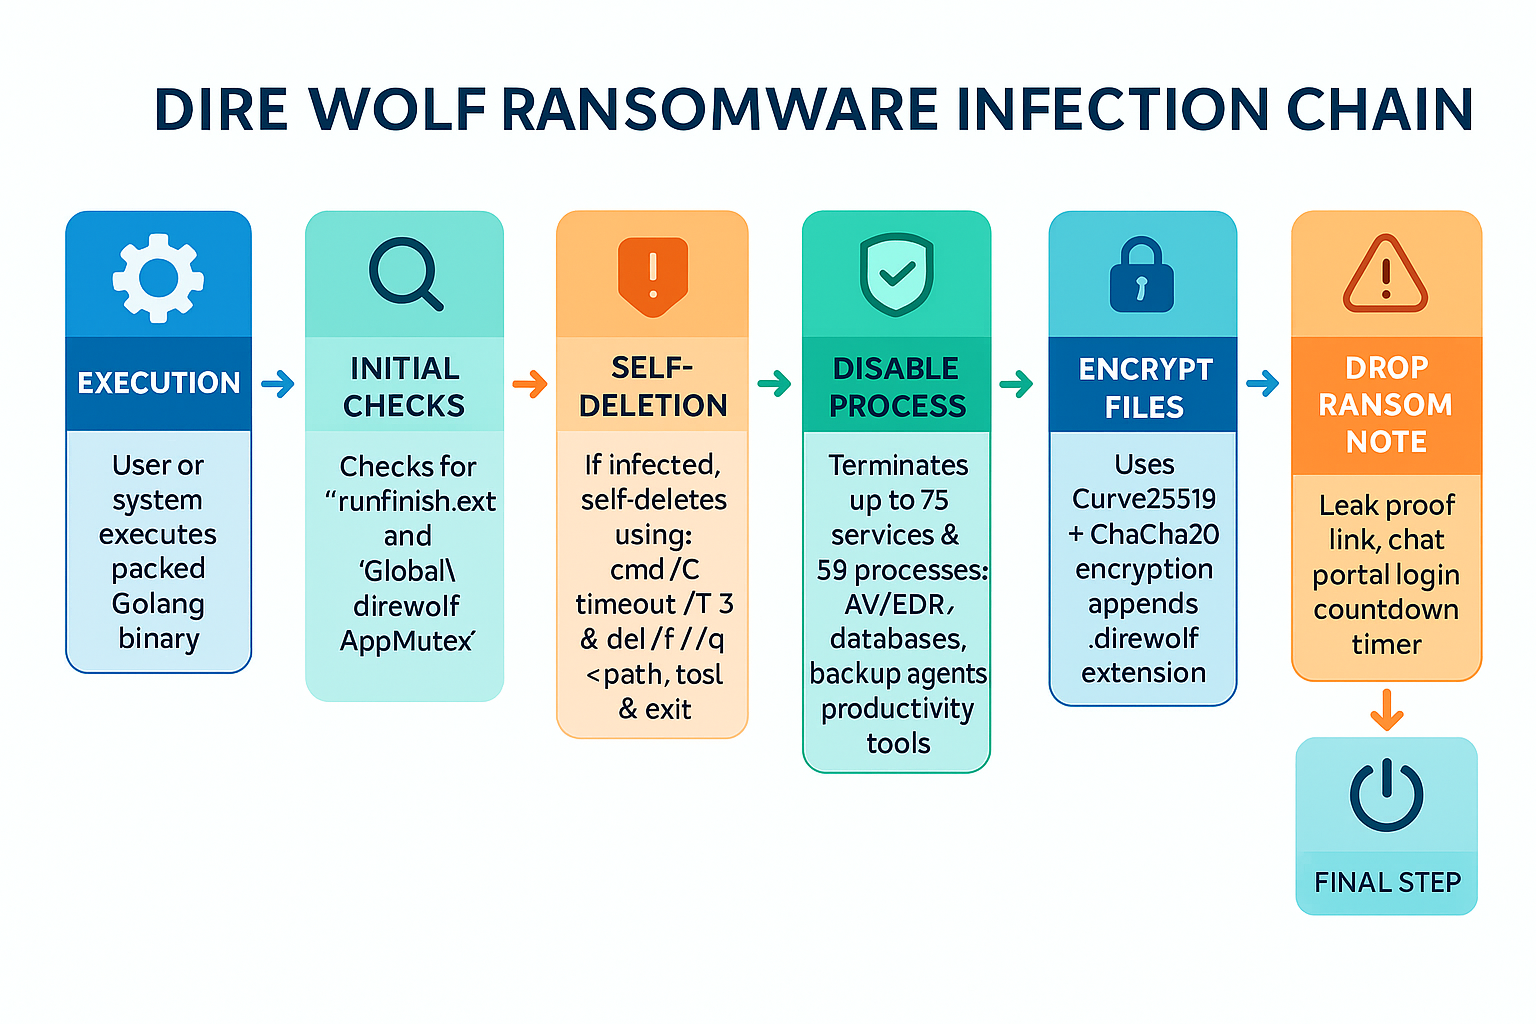 DIRE WOLF RANSOMWARE INFECTION CHAIN
EXECUTION
User or
system
executes
packed
Golang
binary
INITIAL
CHECKS
Checks for
“runfinish.ext
and
‘Global\
direwolf
AppMutex’
SELF-
DELETION
If infected,
self-deletes
using:
cmd /C
timeout /T 3
& del /f //q
<path, tosl
& exit
DISABLE
PROCESS
Terminates
up to 75
services &
59 processes:
AV/EDR,
databases,
backup agents
productivity
tools
ENCRYPT
FILES
Uses
Curve25519
+ ChaCha20
encryption
appends
.direwolf
extension
DROP
RANSOM
NOTE
Leak proof
link, chat
portal login
countdown
timer
FINAL STEP